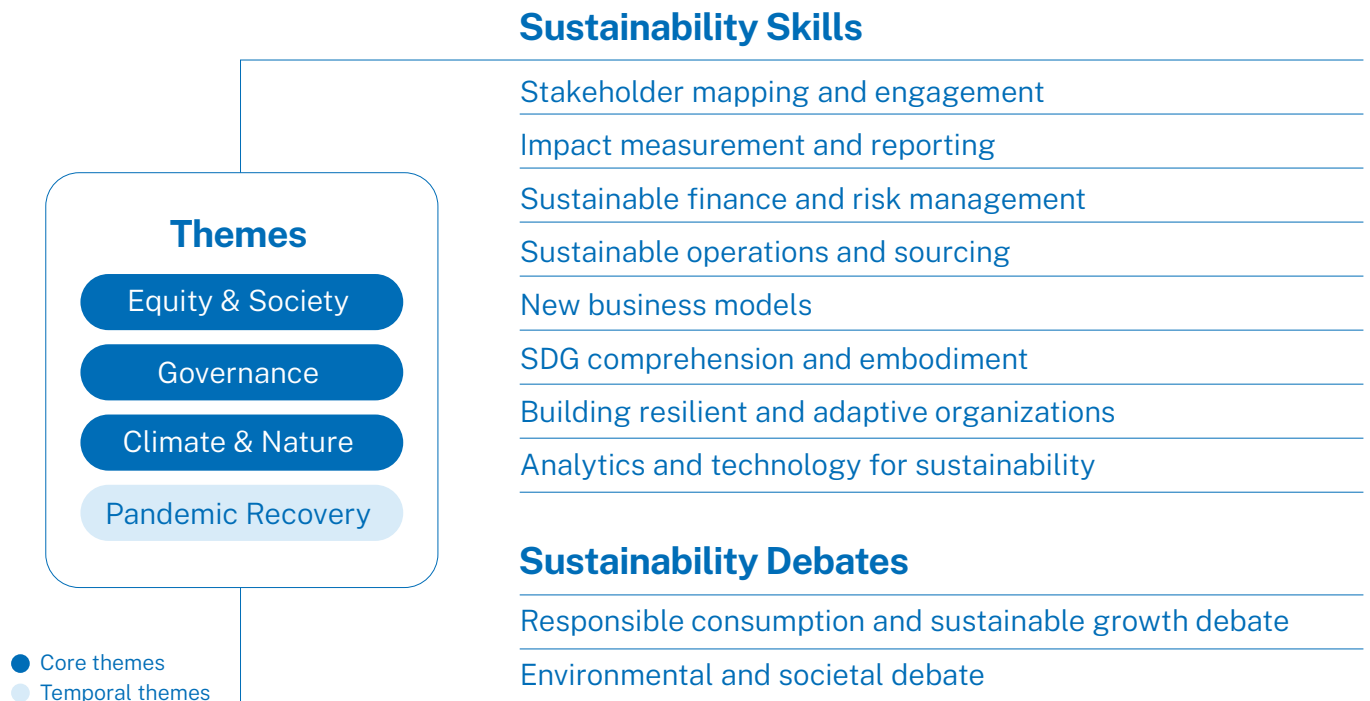 Sustainability Skills
Stakeholder mapping and engagement
Impact measurement and reporting
Sustainable finance and risk management
Sustainable operations and sourcing
New business models
SDG comprehension and embodiment
Building resilient and adaptive organizations
Analytics and technology for sustainability
Themes
Equity & Society
Governance
Climate & Nature
Pandemic Recovery
Sustainability Debates
Responsible consumption and sustainable growth debate
Environmental and societal debate
Core themes
Temporal themes